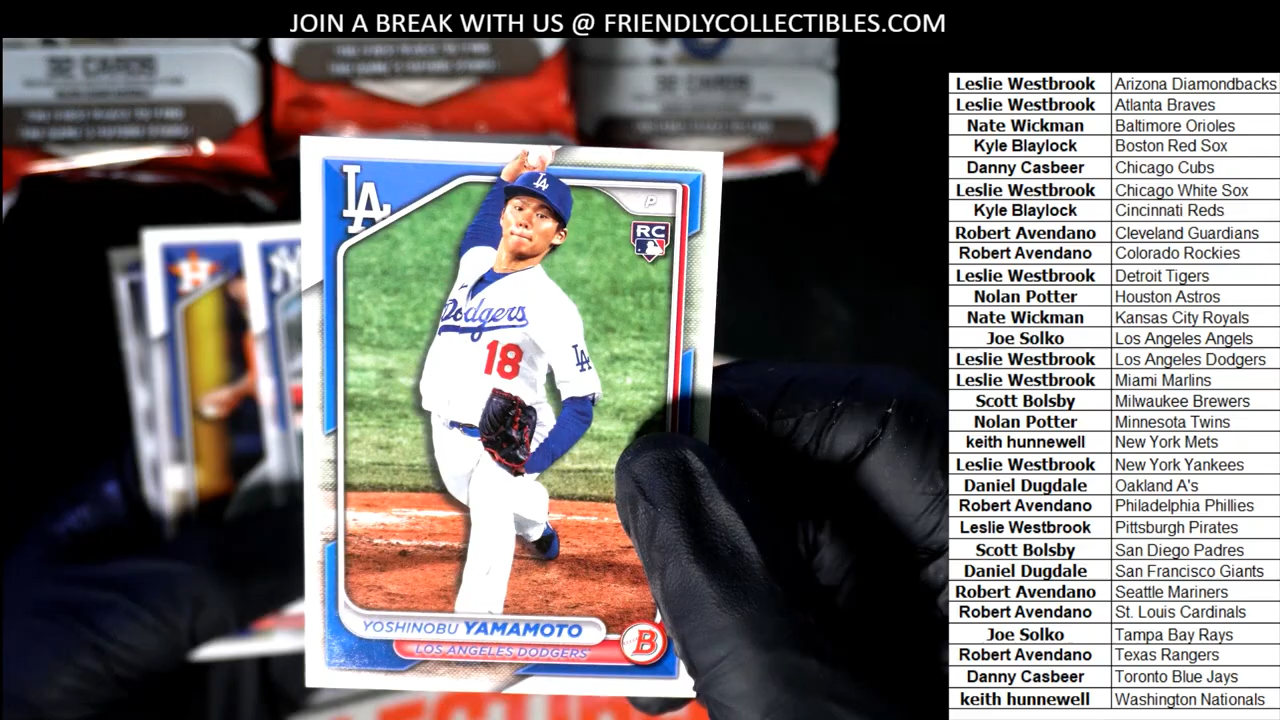 JOIN A BREAK WITH US @ FRIENDLYCOLLECTIBLES.COM
32 CARDS
32 CARDS
LA
P
RC
LA
Dodgers
18
LA
YOSHINOBU YAMAMOTO
LOS ANGELES DODGERS
B
Leslie Westbrook Arizona Diamondbacks
Leslie Westbrook Atlanta Braves
Nate Wickman Baltimore Orioles
Kyle Blaylock Boston Red Sox
Danny Casbeer Chicago Cubs
Leslie Westbrook Chicago White Sox
Kyle Blaylock Cincinnati Reds
Robert Avendano Cleveland Guardians
Robert Avendano Colorado Rockies
Leslie Westbrook Detroit Tigers
Nolan Potter Houston Astros
Nate Wickman Kansas City Royals
Joe Solko Los Angeles Angels
Leslie Westbrook Los Angeles Dodgers
Leslie Westbrook Miami Marlins
Scott Bolsby Milwaukee Brewers
Nolan Potter Minnesota Twins
keith hunnewell New York Mets
Leslie Westbrook New York Yankees
Daniel Dugdale Oakland A's
Robert Avendano Philadelphia Phillies
Leslie Westbrook Pittsburgh Pirates
Scott Bolsby San Diego Padres
Daniel Dugdale San Francisco Giants
Robert Avendano Seattle Mariners
Robert Avendano St. Louis Cardinals
Joe Solko Tampa Bay Rays
Robert Avendano Texas Rangers
Danny Casbeer Toronto Blue Jays
keith hunnewell Washington Nationals